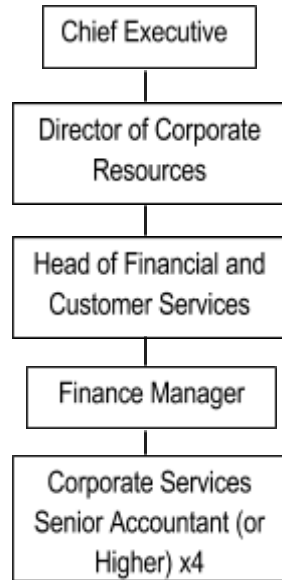 Chief Executive
Director of Corporate
Resources
Head of Financial and
Customer Services
Finance Manager
Corporate Services
Senior Accountant (or
Higher) x4